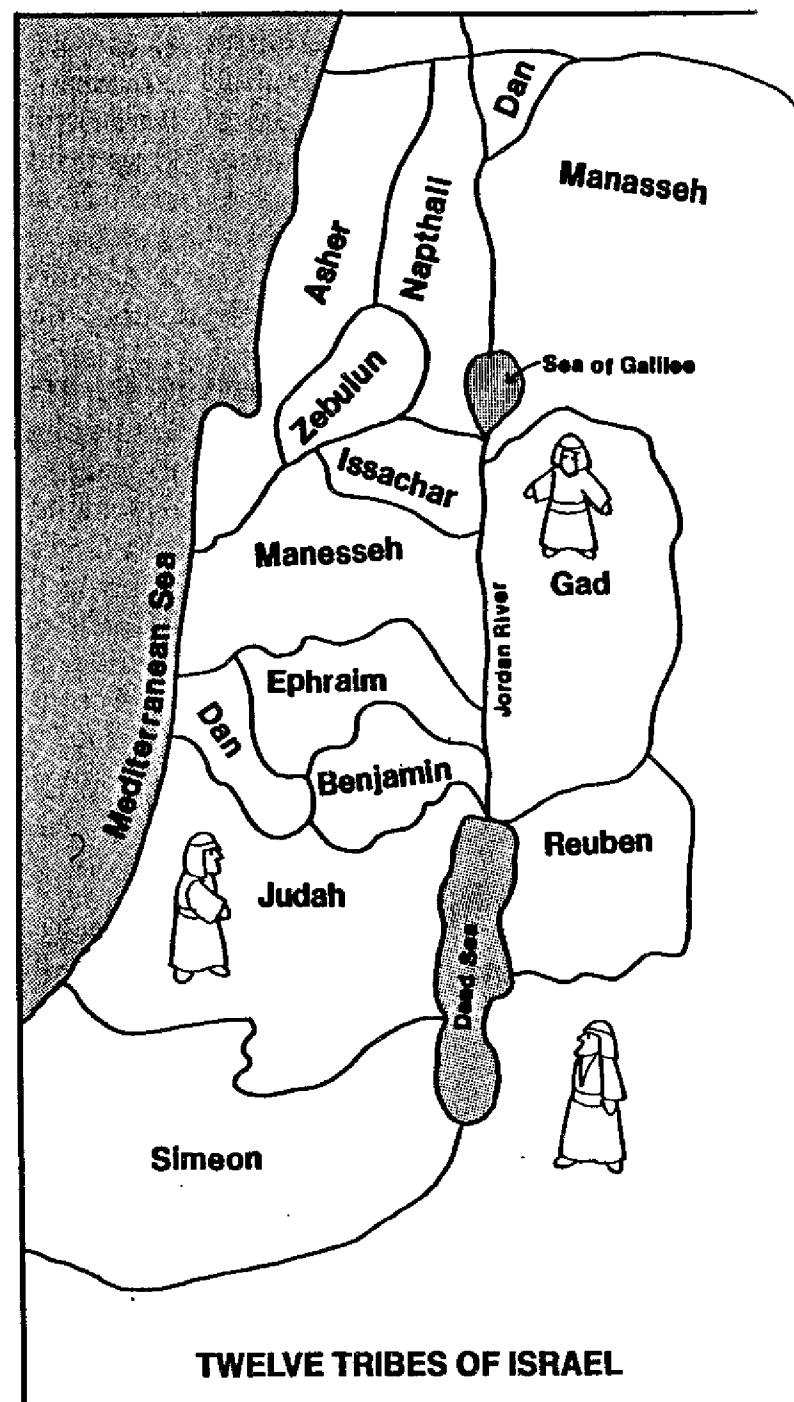 Dan
Manasseh
Napthali
Asher
Sea of Galilee
Zebulun
Issachar
Manesseh
Gad
Mediterranean Sea
Jordan River
Ephraim
Dan
Benjamin
Reuben
Judah
Dead Sea
Simeon
TWELVE TRIBES OF ISRAEL